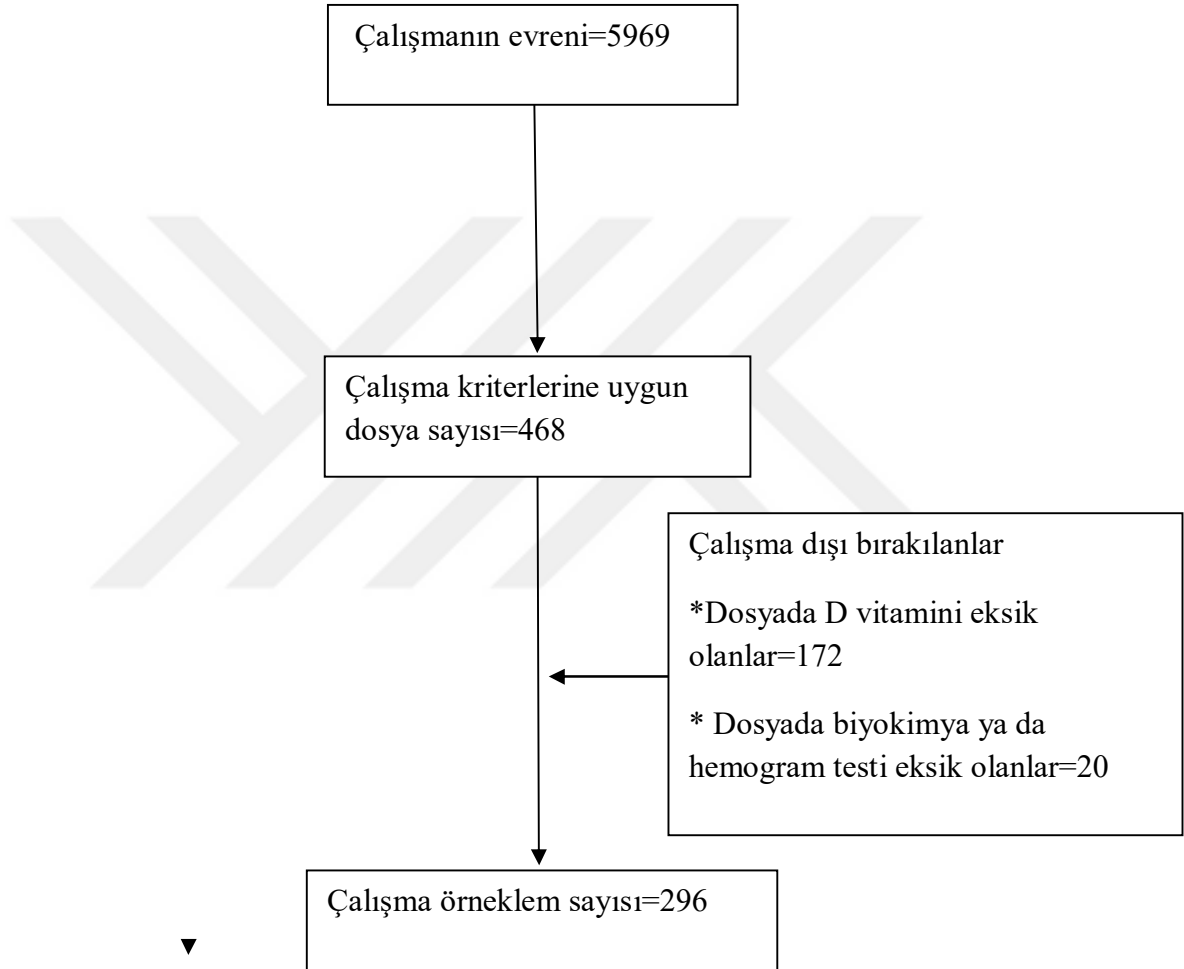 Çalışmanın evreni=5969
Çalışma kriterlerine uygun
dosya sayısı=468
Çalışma dışı bırakılanlar
*Dosyada D vitamini eksik
olanlar=172
* Dosyada biyokimya ya da
hemogram testi eksik olanlar=20
Çalışma örneklem sayısı=296